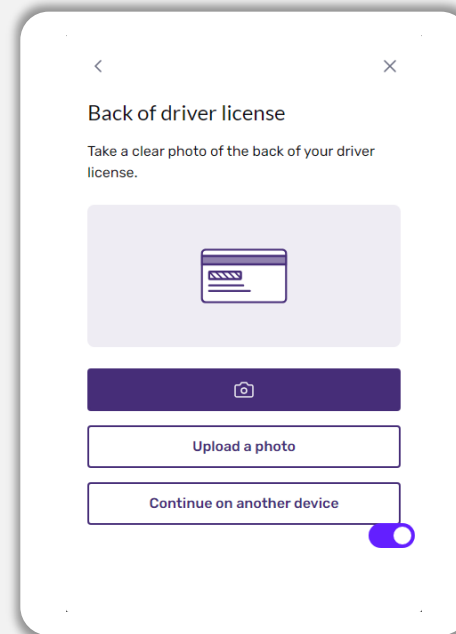 Back of driver license
Take a clear photo of the back of your driver
license.
Upload a photo
Continue on another device